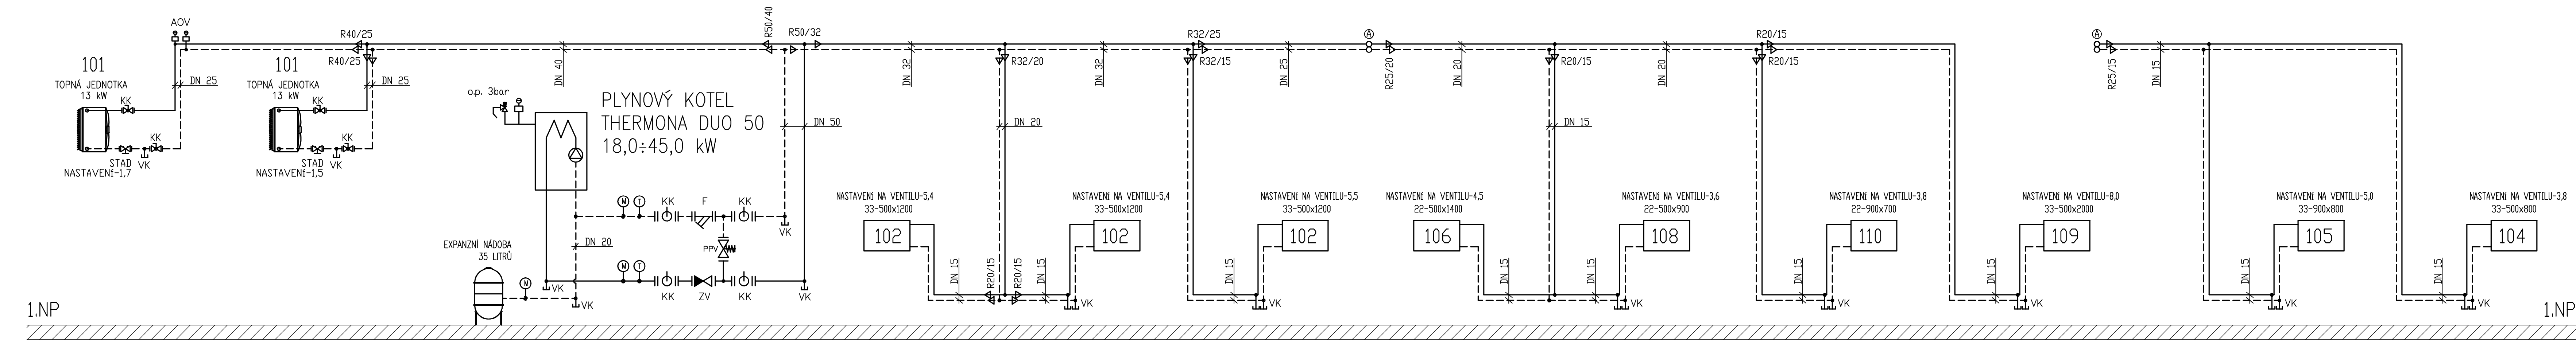 AOV
R40/25
R40/25
101
TOPNÁ JEDNOTKA
13 kW
KK
DN 25
KK
STAD
VK
NASTAVENÍ-1,7
101
TOPNÁ JEDNOTKA
13 kW
KK
DN 25
KK
STAD
VK
NASTAVENÍ-1,5
DN 40
o.p. 3bar
PLYNOVÝ KOTEL
THERMONA DUO 50
18,0÷45,0 kW
R50/40
R50/32
DN 50
M
T
KK
F
KK
VK
PPV
DN 20
EXPANZNÍ NÁDOBA
35 LITRŮ
M
VK
VK
M
T
KK
ZV
KK
VK
DN 32
R32/20
DN 32
DN 20
NASTAVENÍ NA VENTILU-5,4
33-500x1200
102
DN 15
R20/15
R20/15
DN 15
NASTAVENÍ NA VENTILU-5,4
33-500x1200
102
VK
R32/25
R32/15
DN 25
NASTAVENÍ NA VENTILU-5,5
33-500x1200
102
DN 15
VK
A
R25/20
DN 20
R20/15
DN 20
DN 15
NASTAVENÍ NA VENTILU-4,5
22-500x1400
106
DN 15
DN 15
NASTAVENÍ NA VENTILU-3,6
22-500x900
108
VK
R20/15
R20/15
NASTAVENÍ NA VENTILU-3,8
22-900x700
110
DN 15
VK
NASTAVENÍ NA VENTILU-8,0
33-500x2000
109
DN 15
VK
A
R25/15
DN 15
NASTAVENÍ NA VENTILU-5,0
33-900x800
105
DN 15
VK
NASTAVENÍ NA VENTILU-3,8
33-500x800
104
DN 15
VK
1.NP
1.NP